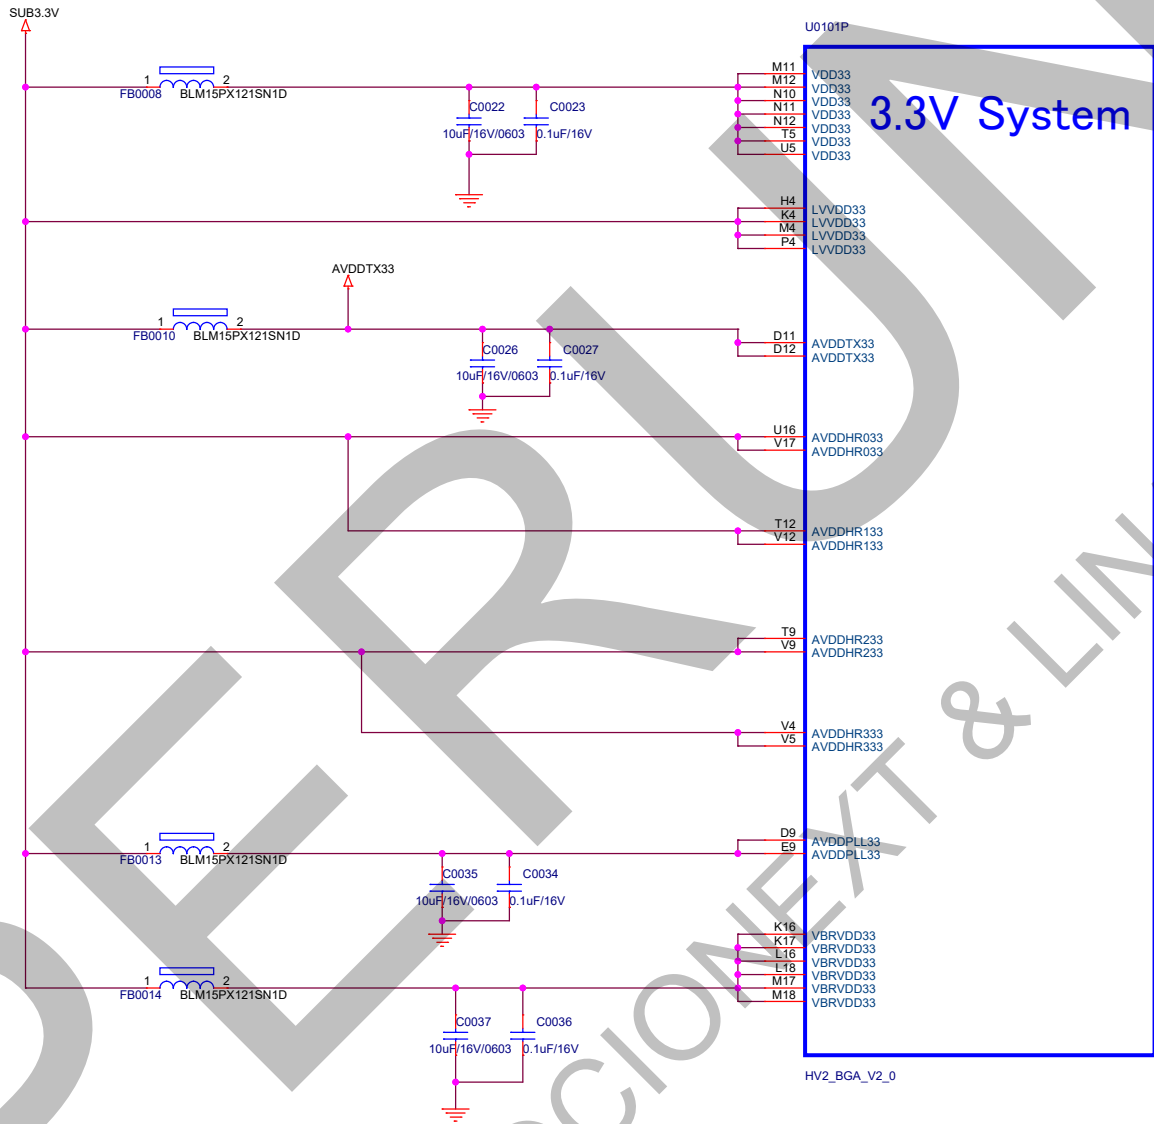 SUB3.3V
U0101P
3.3V System
1 2
FB0008 BLM15PX121SN1D
C0022 C0023
10uF/16V/0603 0.1uF/16V
M11 VDD33
M12 VDD33
N10 VDD33
N11 VDD33
N12 VDD33
T5 VDD33
U5 VDD33
H4 LVVDD33
K4 LVVDD33
M4 LVVDD33
P4 LVVDD33
AVDDTX33
1 2
FB0010 BLM15PX121SN1D
C0026 C0027
10uF/16V/0603 0.1uF/16V
D11 AVDDTX33
D12 AVDDTX33
U16 AVDDHR033
V17 AVDDHR033
T12 AVDDHR133
V12 AVDDHR133
T9 AVDDHR233
V9 AVDDHR233
V4 AVDDHR333
V5 AVDDHR333
1 2
FB0013 BLM15PX121SN1D
C0035 C0034
10uF/16V/0603 0.1uF/16V
D9 AVDDPLL33
E9 AVDDPLL33
K16 VBRVDD33
K17 VBRVDD33
L16 VBRVDD33
L18 VBRVDD33
M17 VBRVDD33
M18 VBRVDD33
1 2
FB0014 BLM15PX121SN1D
C0037 C0036
10uF/16V/0603 0.1uF/16V
HV2_BGA_V2_0